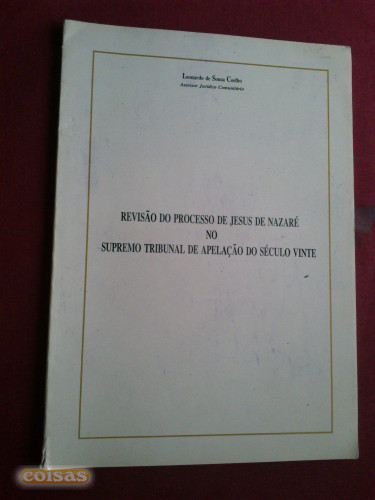 Leonardo de Sousa Coelho
Assessor Jurídico Comunitário
REVISÃO DO PROCESSO DE JESUS DE NAZARÉ
NO
SUPREMO TRIBUNAL DE APELAÇÃO DO SÉCULO VINTE
coisas